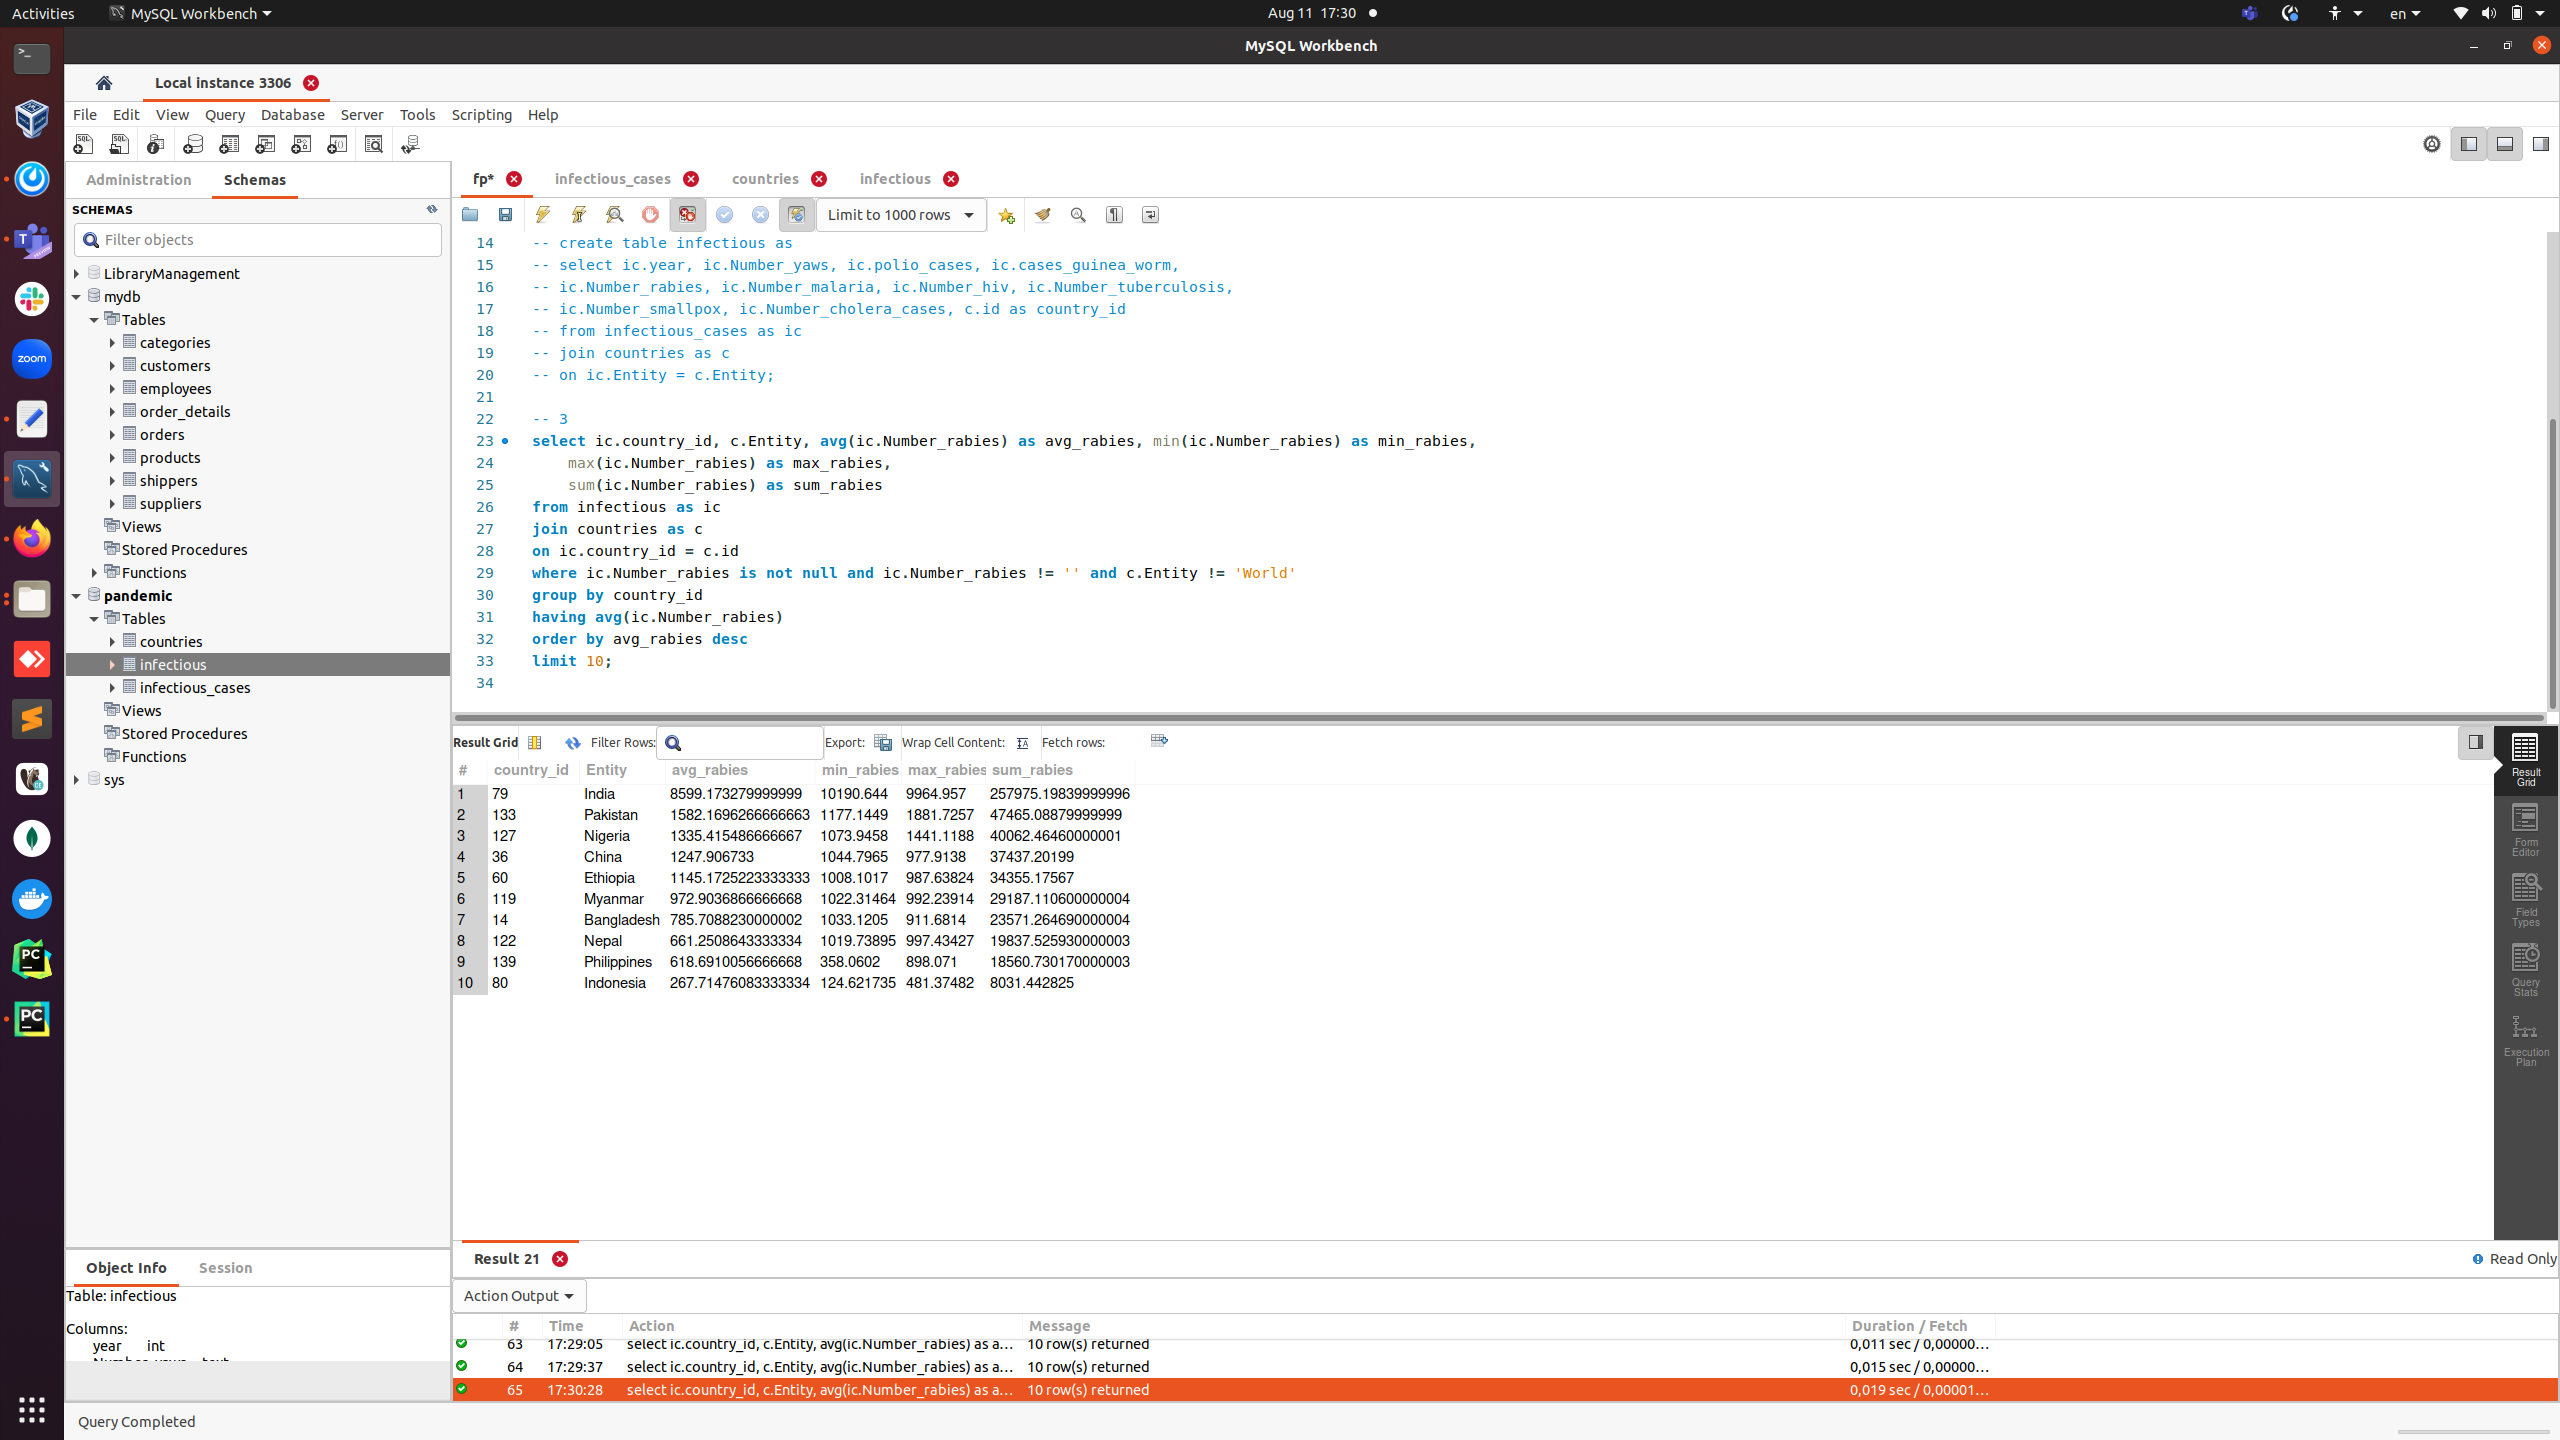 Activities MySQL Workbench Aug 11 17:30 en
MySQL Workbench
Local instance 3306
File Edit View Query Database Server Tools Scripting Help
Administration Schemas
SCHEMAS
Filter objects
LibraryManagement
mydb
Tables
categories
customers
employees
order_details
orders
products
shippers
suppliers
Views
Stored Procedures
Functions
pandemic
Tables
countries
infectious
infectious_cases
Views
Stored Procedures
Functions
sys
zoom
Object Info Session
Table: infectious
Columns:
year int
fp* infectious_cases countries infectious
Limit to 1000 rows
14 -- create table infectious as
15 -- select ic.year, ic.Number_yaws, ic.polio_cases, ic.cases_guinea_worm,
16 -- ic.Number_rabies, ic.Number_malaria, ic.Number_hiv, ic.Number_tuberculosis,
17 -- ic.Number_smallpox, ic.Number_cholera_cases, c.id as country_id
18 -- from infectious_cases as ic
19 -- join countries as c
20 -- on ic.Entity = c.Entity;
21
22 -- 3
23 select ic.country_id, c.Entity, avg(ic.Number_rabies) as avg_rabies, min(ic.Number_rabies) as min_rabies,
24 max(ic.Number_rabies) as max_rabies,
25 sum(ic.Number_rabies) as sum_rabies
26 from infectious as ic
27 join countries as c
28 on ic.country_id = c.id
29 where ic.Number_rabies is not null and ic.Number_rabies != '' and c.Entity != 'World'
30 group by country_id
31 having avg(ic.Number_rabies)
32 order by avg_rabies desc
33 limit 10;
34
Result Grid Filter Rows: Export: Wrap Cell Content: Fetch rows:
# country_id Entity avg_rabies min_rabies max_rabies sum_rabies
1 79 India 8599.173279999999 10190.644 9964.957 257975.19839999996
2 133 Pakistan 1582.1696266666663 1177.1449 1881.7257 47465.08879999999
3 127 Nigeria 1335.415486666667 1073.9458 1441.1188 40062.46460000001
4 36 China 1247.906733 1044.7965 977.9138 37437.20199
5 60 Ethiopia 1145.1725223333333 1008.1017 987.63824 34355.17567
6 119 Myanmar 972.9036866666668 1022.31464 992.23914 29187.110600000004
7 14 Bangladesh 785.7088230000002 1033.1205 911.6814 23571.264690000004
8 122 Nepal 661.2508643333334 1019.73895 997.43427 19837.525930000003
9 139 Philippines 618.6910056666668 358.0602 898.071 18560.730170000003
10 80 Indonesia 267.71476083333334 124.621735 481.37482 8031.442825
Result Grid
Form Editor
Field Types
Query Stats
Execution Plan
Result 21 Read Only
Action Output
# Time Action Message Duration / Fetch
63 17:29:05 select ic.country_id, c.Entity, avg(ic.Number_rabies) as a... 10 row(s) returned 0,011 sec / 0,00000...
64 17:29:37 select ic.country_id, c.Entity, avg(ic.Number_rabies) as a... 10 row(s) returned 0,015 sec / 0,00000...
65 17:30:28 select ic.country_id, c.Entity, avg(ic.Number_rabies) as a... 10 row(s) returned 0,019 sec / 0,00001...
Query Completed